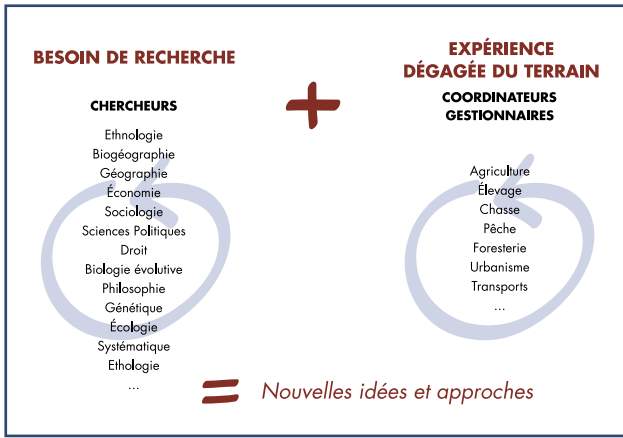 BESOIN DE RECHERCHE
CHERCHEURS
Ethnologie
Biogéographie
Géographie
Économie
Sociologie
Sciences Politiques
Droit
Biologie évolutive
Philosophie
Génétique
Écologie
Systématique
Ethologie
...
+
EXPÉRIENCE
DÉGAGÉE DU TERRAIN
COORDINATEURS
GESTIONNAIRES
Agriculture
Élevage
Chasse
Pêche
Foresterie
Urbanisme
Transports
...
= Nouvelles idées et approches